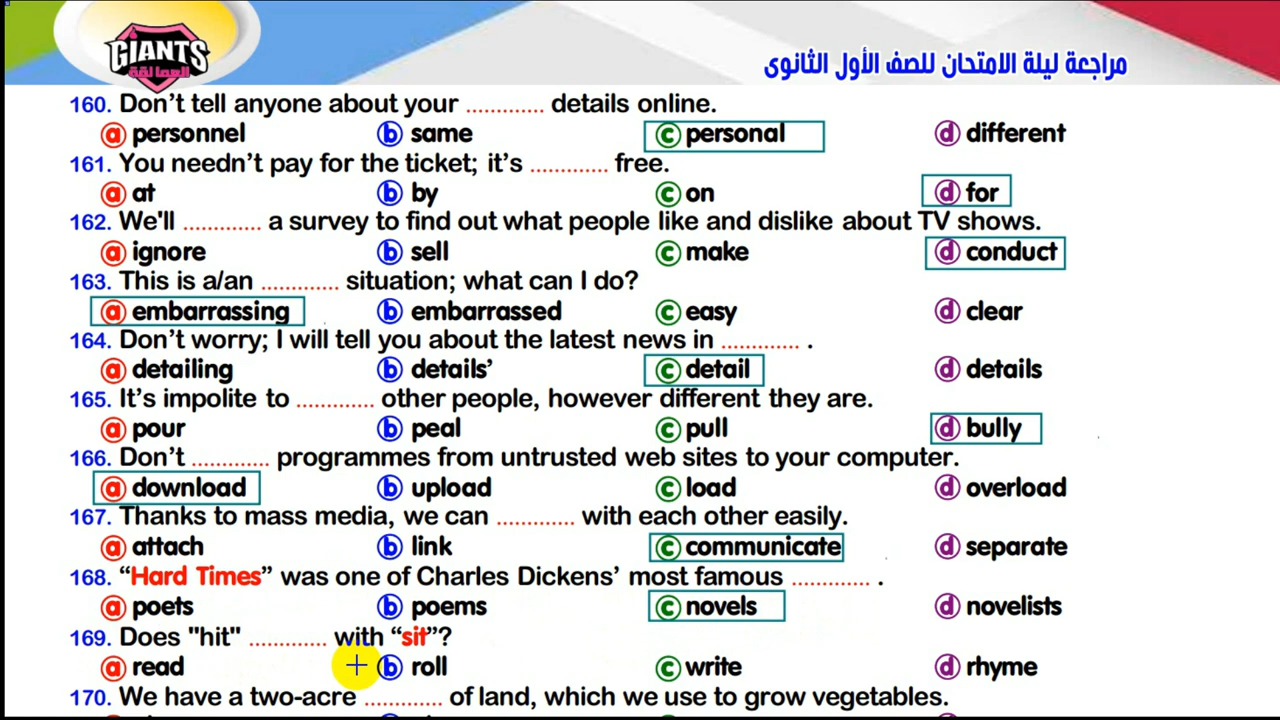 GIANTS
العمالقة
مراجعة ليلة الامتحان للصف الأول الثانوى
160. Don't tell anyone about your ............ details online.
a personnel b same c personal d different
161. You needn't pay for the ticket; it's ............ free.
a at b by c on d for
162. We'll ............ a survey to find out what people like and dislike about TV shows.
a ignore b sell c make d conduct
163. This is a/an ............ situation; what can I do?
a embarrassing b embarrassed c easy d clear
164. Don't worry; I will tell you about the latest news in ............ .
a detailing b details' c detail d details
165. It's impolite to ............ other people, however different they are.
a pour b peal c pull d bully
166. Don't ............ programmes from untrusted web sites to your computer.
a download b upload c load d overload
167. Thanks to mass media, we can ............ with each other easily.
a attach b link c communicate d separate
168. “Hard Times” was one of Charles Dickens’ most famous ............ .
a poets b poems c novels d novelists
169. Does "hit" ............ with “sit”?
a read b roll c write d rhyme
170. We have a two-acre ............ of land, which we use to grow vegetables.